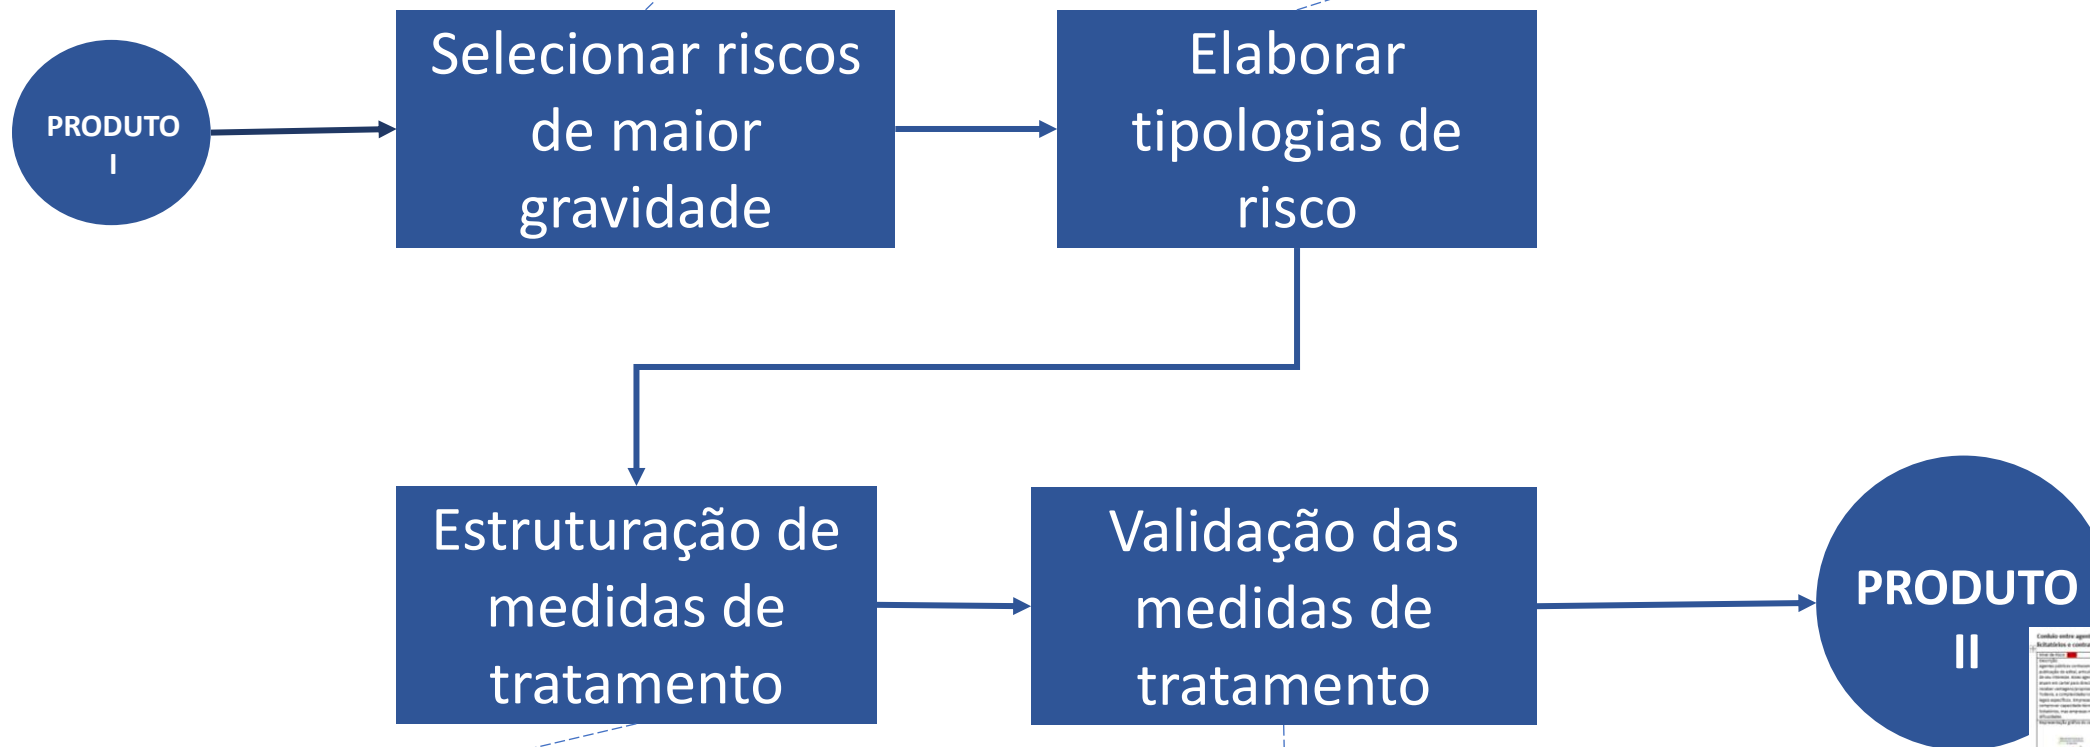 PRODUTO
I
Selecionar riscos
de maior
gravidade
Elaborar
tipologias de
risco
Estruturação de
medidas de
tratamento
Validação das
medidas de
tratamento
PRODUTO
II